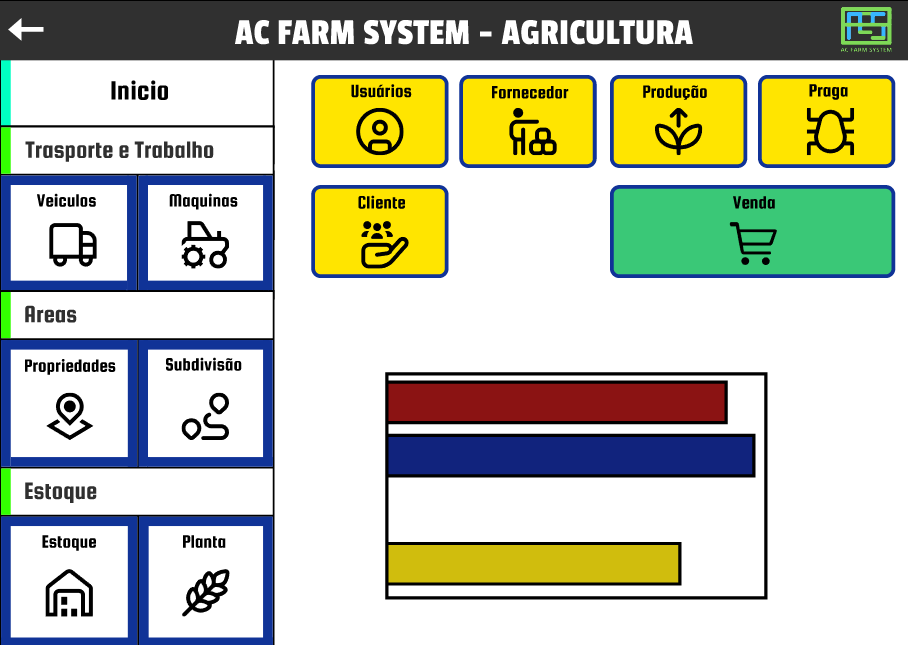 AC FARM SYSTEM - AGRICULTURA
AC FARM SYSTEM
Inicio
Trasporte e Trabalho
Veiculos
Maquinas
Areas
Propriedades
Subdivisão
Estoque
Estoque
Planta
Usuários
Fornecedor
Produção
Praga
Cliente
Venda